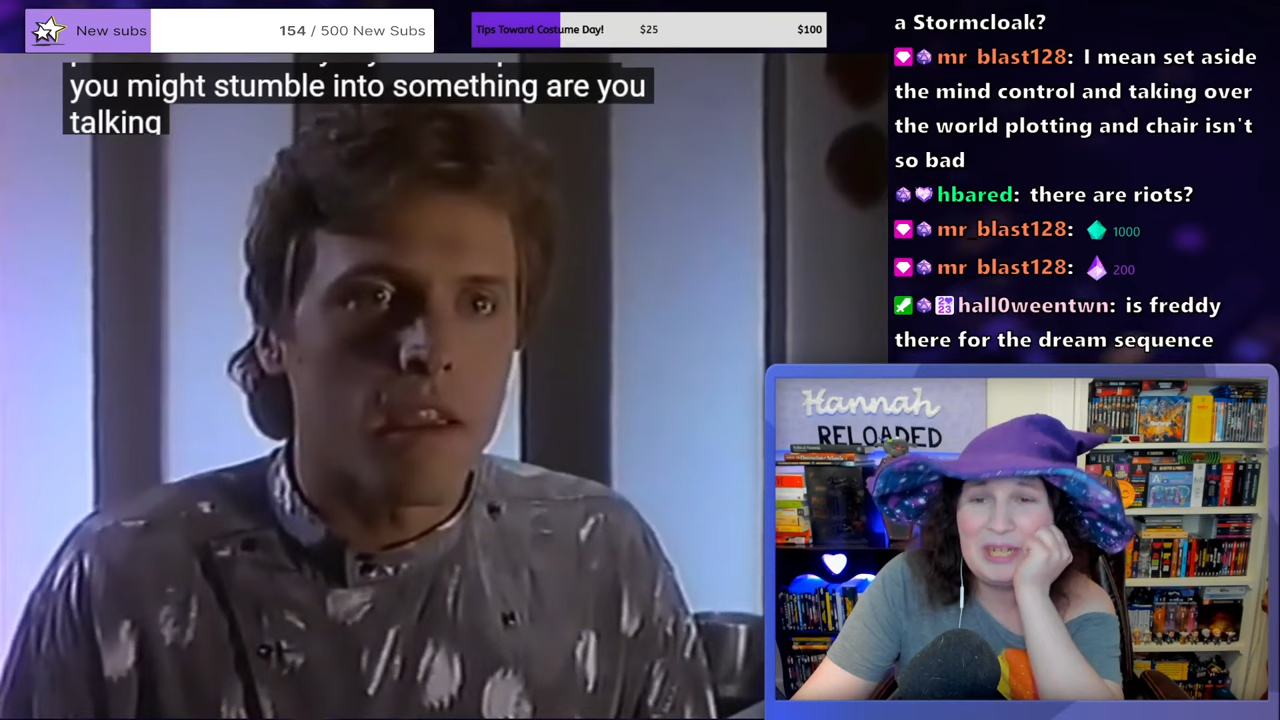 New subs
154 / 500 New Subs
Tips Toward Costume Day!
$25
$100
you might stumble into something are you
talking
a Stormcloak?
mr_blast128: I mean set aside
the mind control and taking over
the world plotting and chair isn't
so bad
hbared: there are riots?
mr_blast128: 1000
mr_blast128: 200
hall0weentwn: is freddy
there for the dream sequence
Hannah
RELOADED